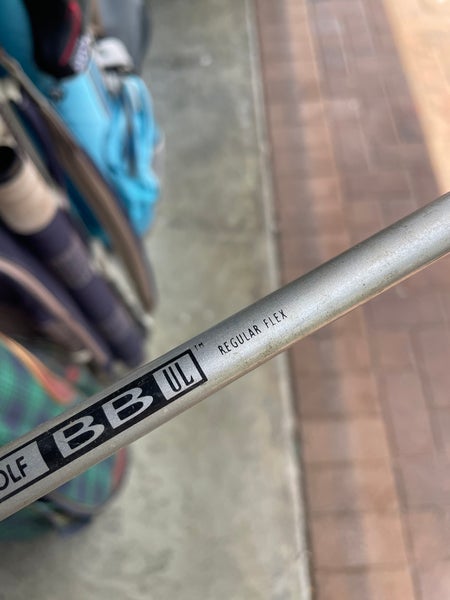 OLF BB UL™ REGULAR FLEX